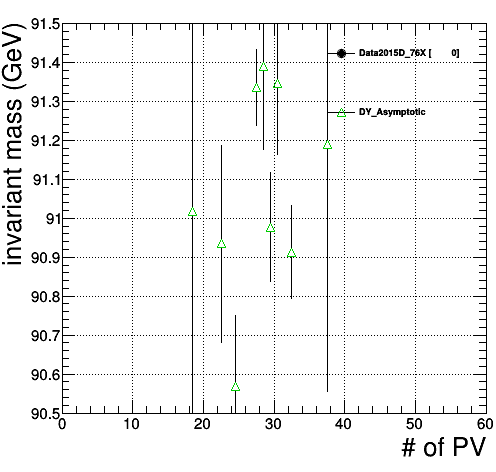 invariant mass (GeV)
91.5
91.4
91.3
91.2
91.1
91
90.9
90.8
90.7
90.6
90.5
Data2015D_76X [ 0]
DY_Asymptotic
0 10 20 30 40 50 60
# of PV